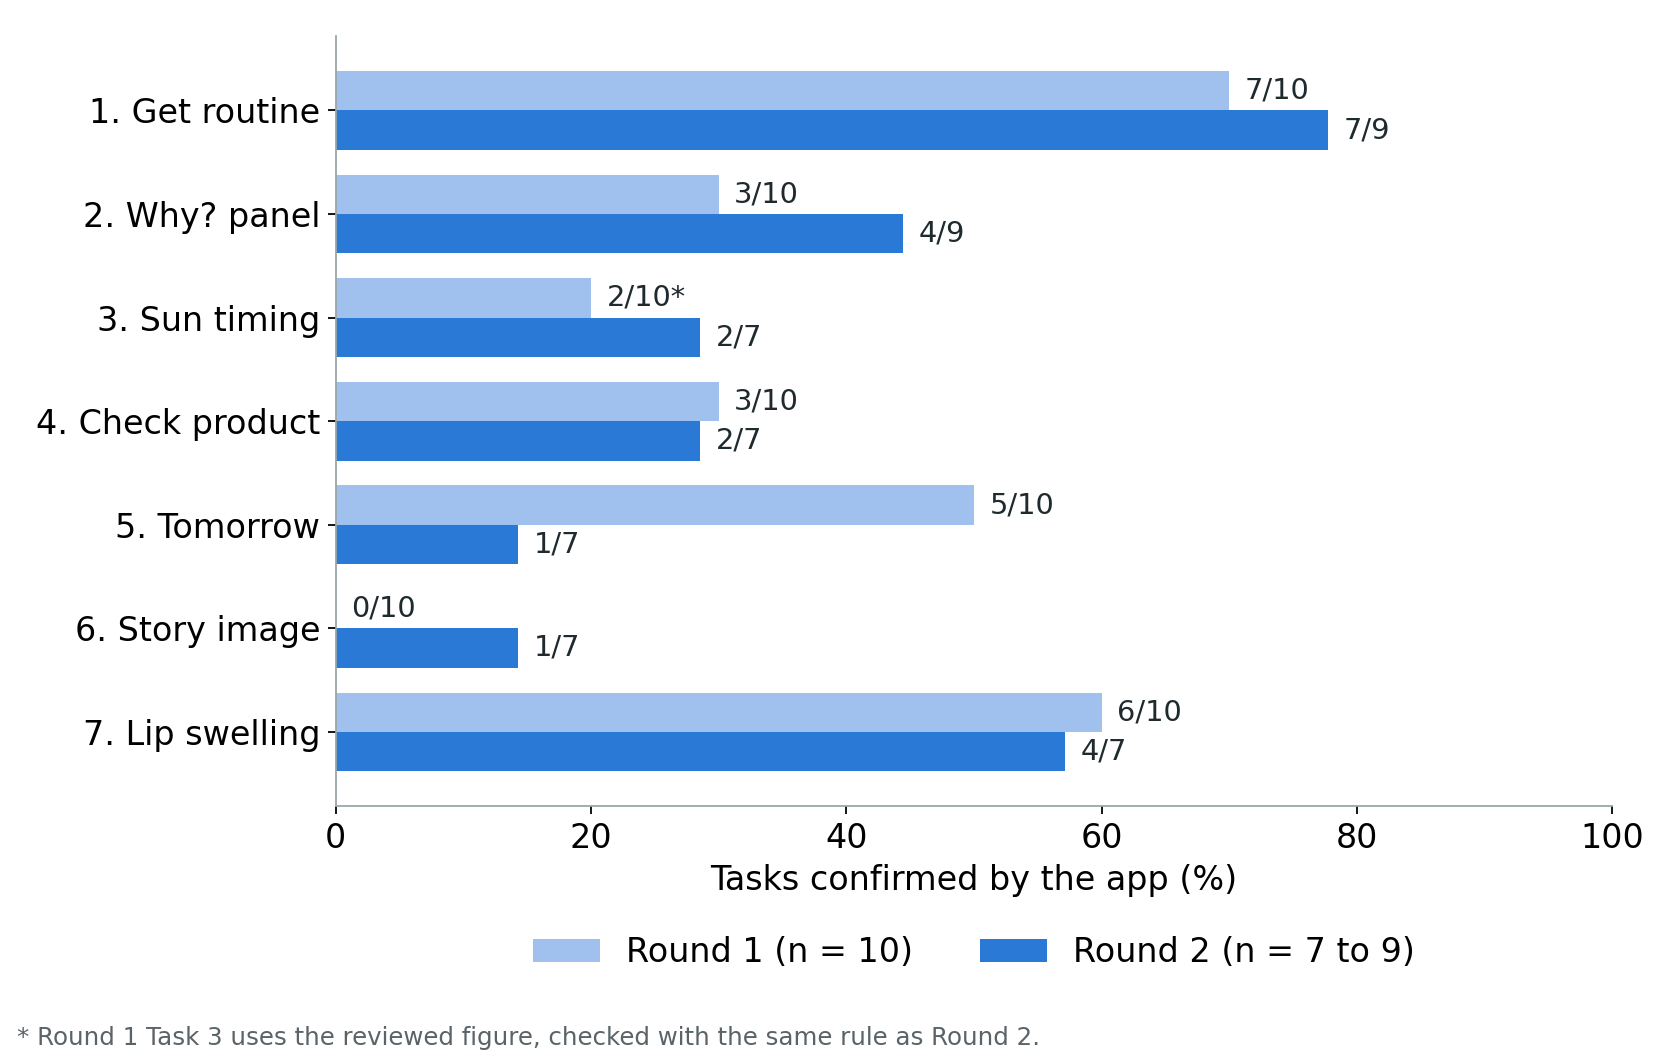 1. Get routine
7/10
7/9
2. Why? panel
3/10
4/9
3. Sun timing
2/10*
2/7
4. Check product
3/10
2/7
5. Tomorrow
5/10
1/7
6. Story image
0/10
1/7
7. Lip swelling
6/10
4/7
0 20 40 60 80 100
Tasks confirmed by the app (%)
Round 1 (n = 10) Round 2 (n = 7 to 9)
* Round 1 Task 3 uses the reviewed figure, checked with the same rule as Round 2.